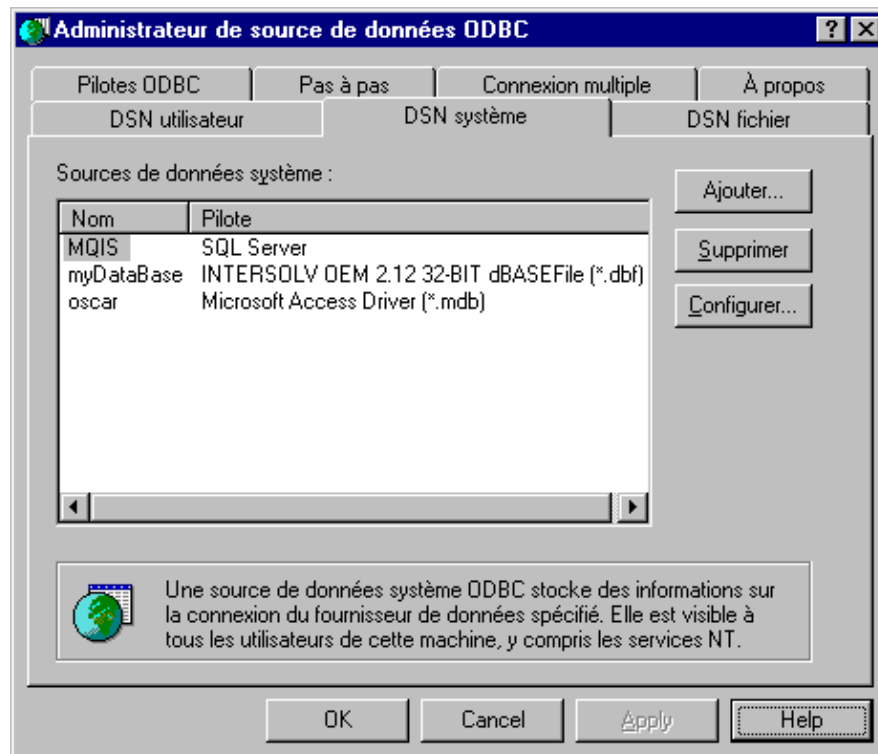 Administrateur de source de données ODBC
Pilotes ODBC Pas à pas Connexion multiple À propos
DSN utilisateur DSN système DSN fichier
Sources de données système :
Nom Pilote
MQIS SQL Server
myDataBase INTERSOLV OEM 2.12 32-BIT dBASEFile (*.dbf)
oscar Microsoft Access Driver (*.mdb)
Ajouter...
Supprimer
Configurer...
Une source de données système ODBC stocke des informations sur
la connexion du fournisseur de données spécifié. Elle est visible à
tous les utilisateurs de cette machine, y compris les services NT.
OK Cancel Apply Help